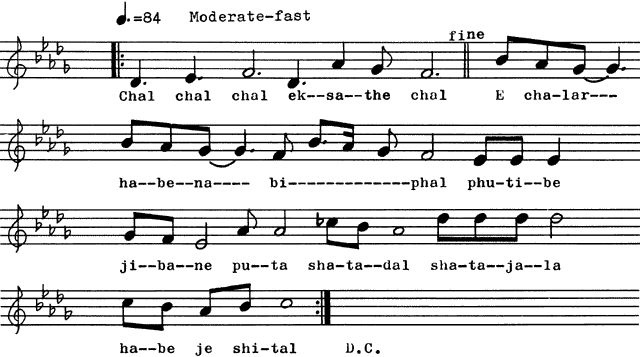 ♩.=84 Moderate-fast
fine
Chal chal chal ek--sa--the chal E cha-lar---
ha--be--na---- bi-------------phal phu-ti--be
ji--ba--ne pu--ta sha-ta--dal sha-ta--ja--la
ha--be je shi-tal D.C.